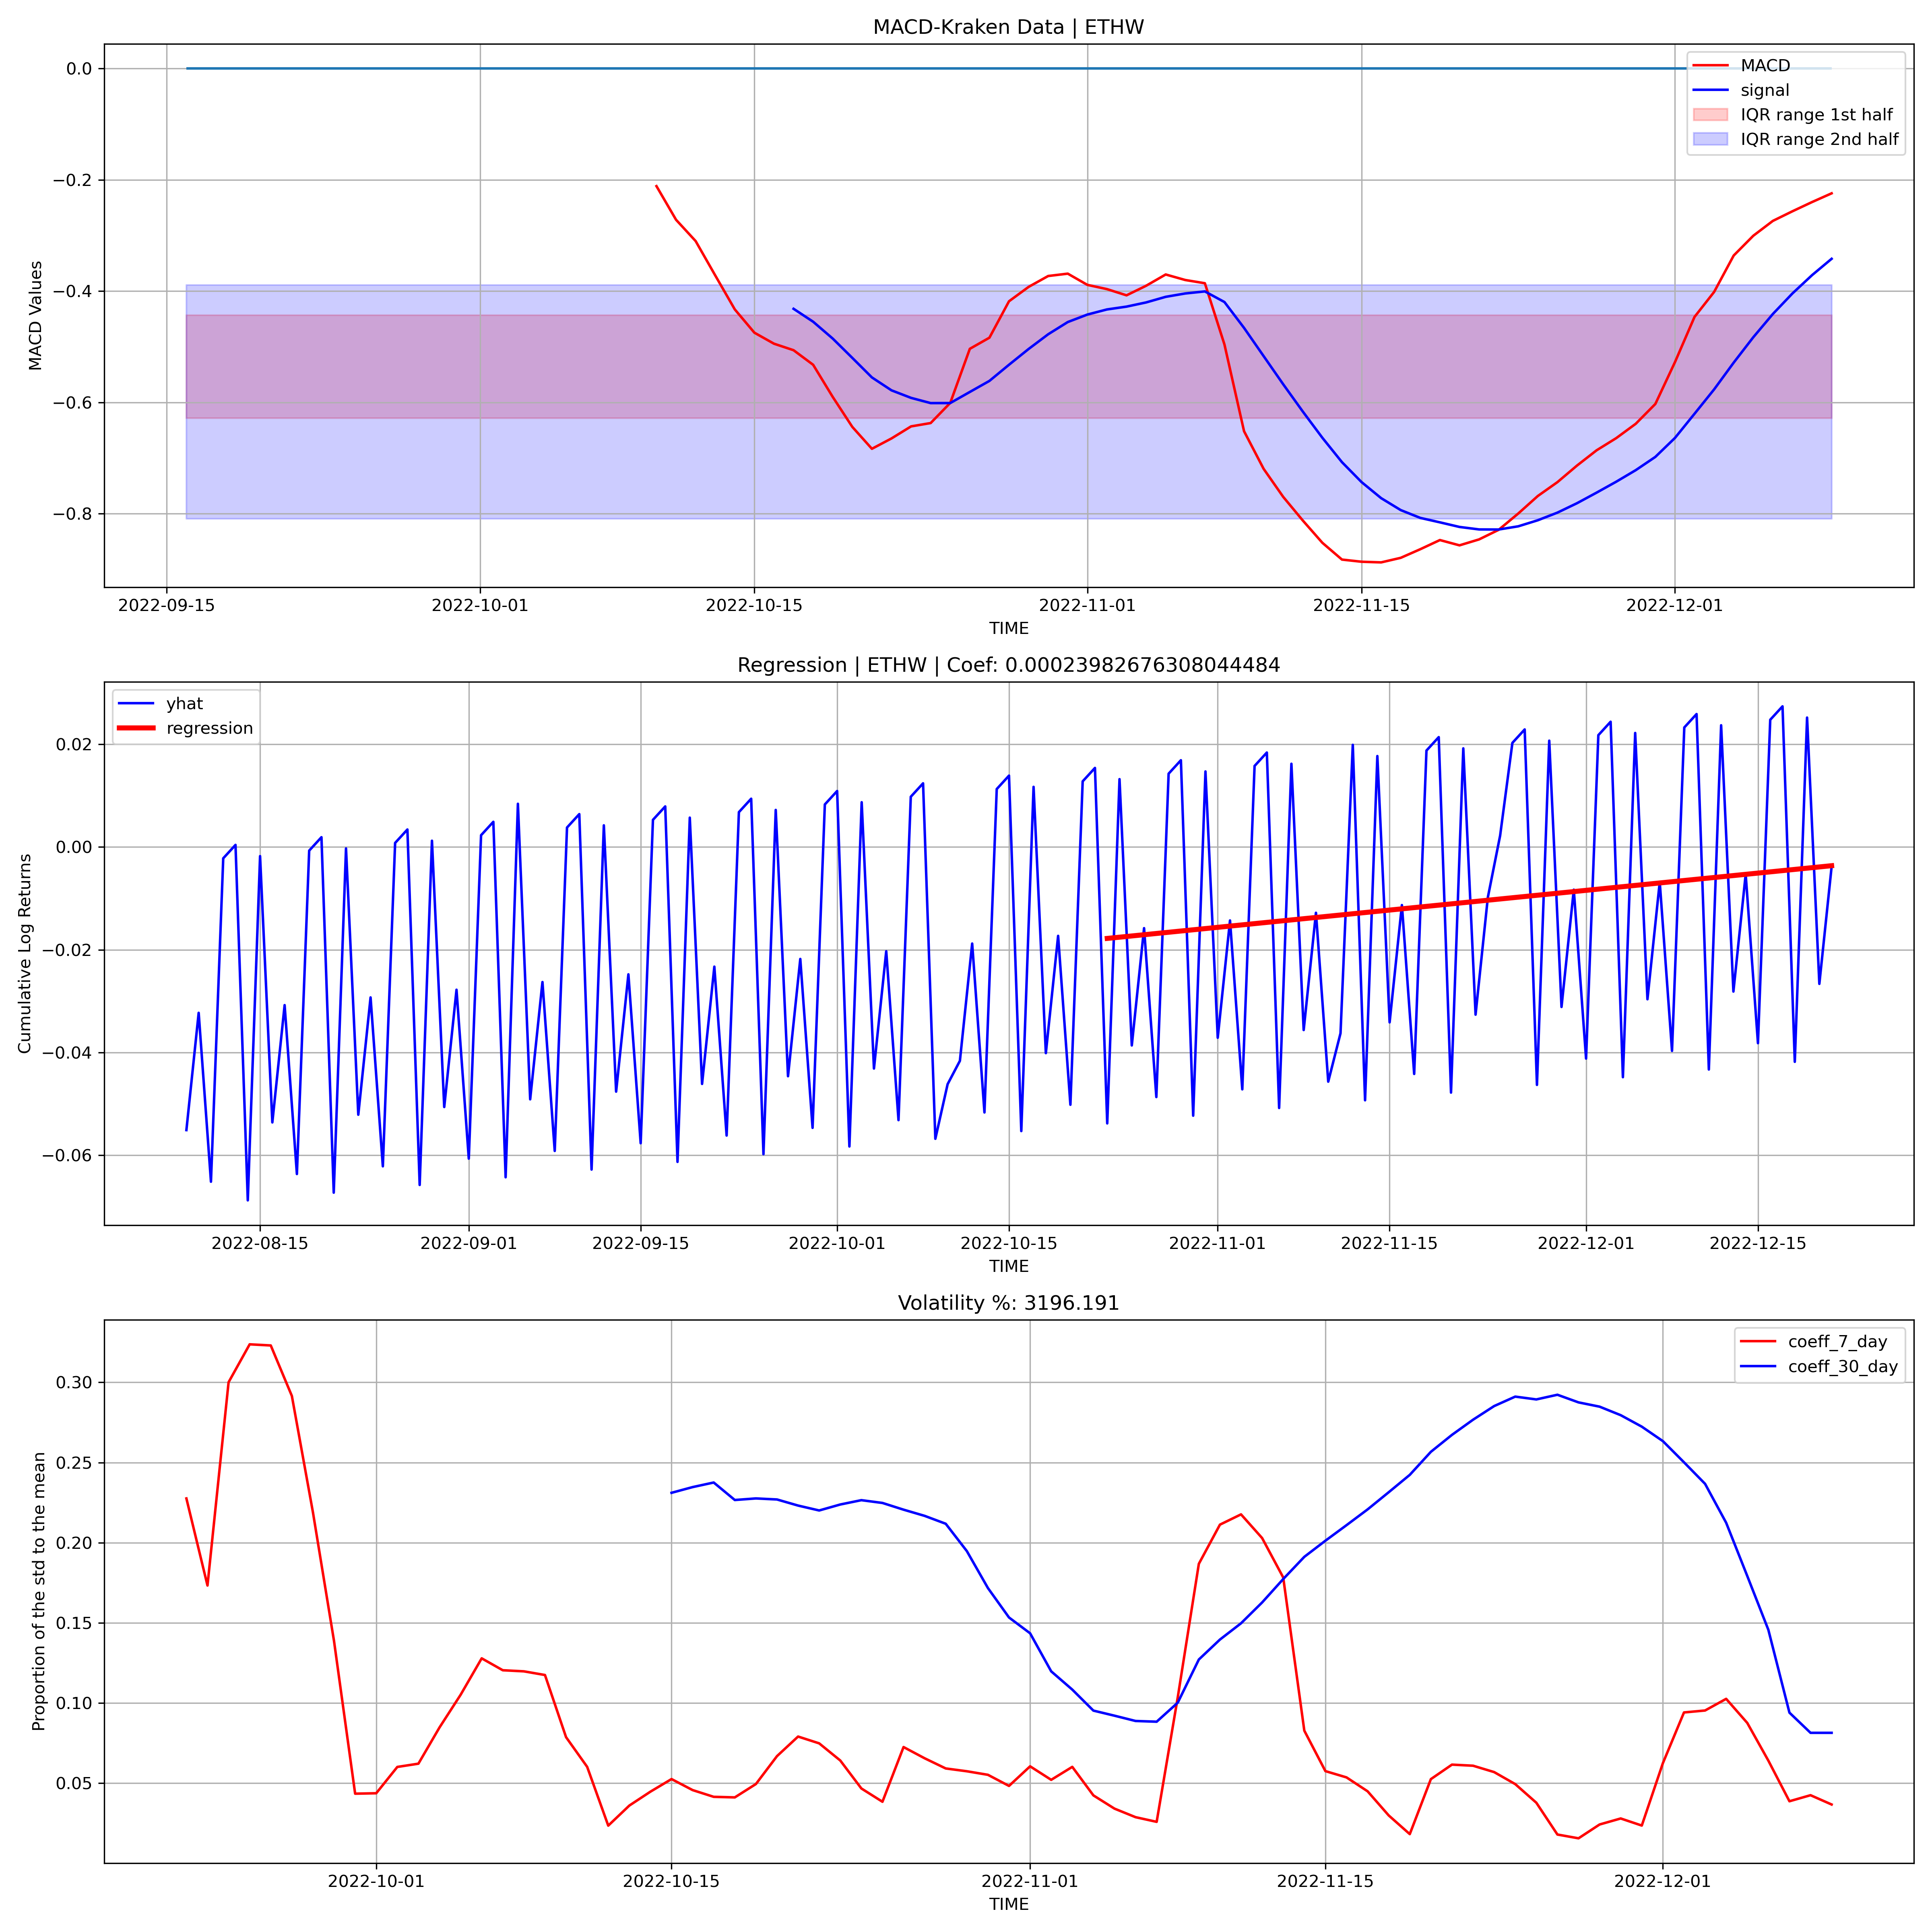 MACD-Kraken Data | ETHW
MACD
signal
IQR range 1st half
IQR range 2nd half
MACD Values
0.0
−0.2
−0.4
−0.6
−0.8
2022-09-15 2022-10-01 2022-10-15 2022-11-01 2022-11-15 2022-12-01
TIME
Regression | ETHW | Coef: 0.00023982676308044484
yhat
regression
Cumulative Log Returns
0.02
0.00
−0.02
−0.04
−0.06
2022-08-15 2022-09-01 2022-09-15 2022-10-01 2022-10-15 2022-11-01 2022-11-15 2022-12-01 2022-12-15
TIME
Volatility %: 3196.191
coeff_7_day
coeff_30_day
Proportion of the std to the mean
0.30
0.25
0.20
0.15
0.10
0.05
2022-10-01 2022-10-15 2022-11-01 2022-11-15 2022-12-01
TIME